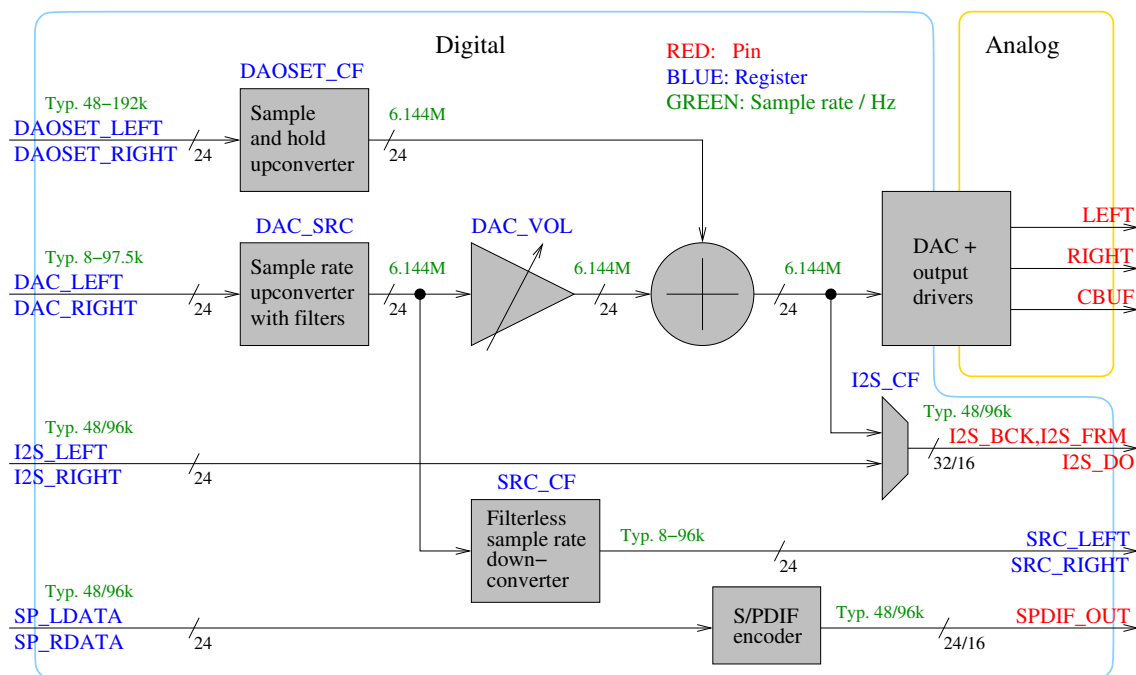 Digital
Analog
RED: Pin
BLUE: Register
GREEN: Sample rate / Hz
DAOSET_CF
Typ. 48−192k
DAOSET_LEFT
DAOSET_RIGHT
24
Sample
and hold
upconverter
6.144M
24
DAC_SRC
Typ. 8−97.5k
DAC_LEFT
DAC_RIGHT
24
Sample rate
upconverter
with filters
6.144M
24
DAC_VOL
6.144M
24
6.144M
24
DAC +
output
drivers
LEFT
RIGHT
CBUF
I2S_CF
Typ. 48/96k
I2S_LEFT
I2S_RIGHT
24
Typ. 48/96k
I2S_BCK,I2S_FRM
I2S_DO
32/16
SRC_CF
Filterless
sample rate
down−
converter
Typ. 8−96k
24
SRC_LEFT
SRC_RIGHT
Typ. 48/96k
SP_LDATA
SP_RDATA
24
S/PDIF
encoder
Typ. 48/96k
24/16
SPDIF_OUT